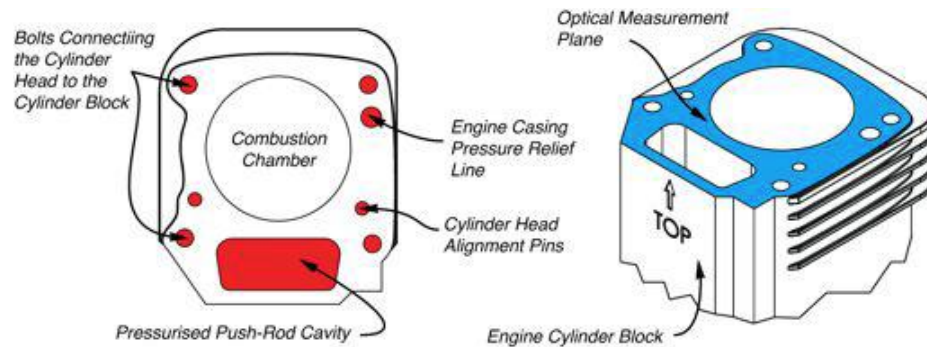 Bolts Connectiing
the Cylinder
Head to the
Cylinder Block
Combustion
Chamber
Engine Casing
Pressure Relief
Line
Cylinder Head
Alignment Pins
Pressurised Push-Rod Cavity
Optical Measurement
Plane
TOP
Engine Cylinder Block